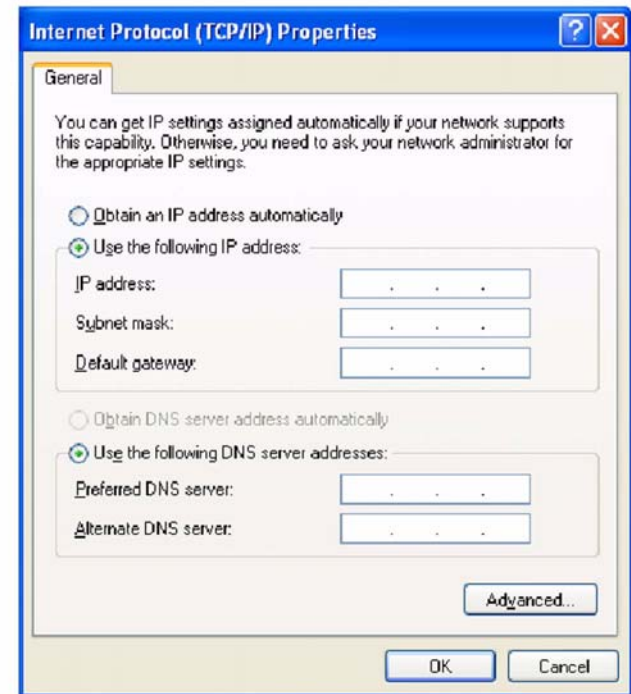 Internet Protocol (TCP/IP) Properties
General
You can get IP settings assigned automatically if your network supports
this capability. Otherwise, you need to ask your network administrator for
the appropriate IP settings.
Obtain an IP address automatically
Use the following IP address:
IP address:
Subnet mask:
Default gateway:
Obtain DNS server address automatically
Use the following DNS server addresses:
Preferred DNS server:
Alternate DNS server:
Advanced...
OK
Cancel